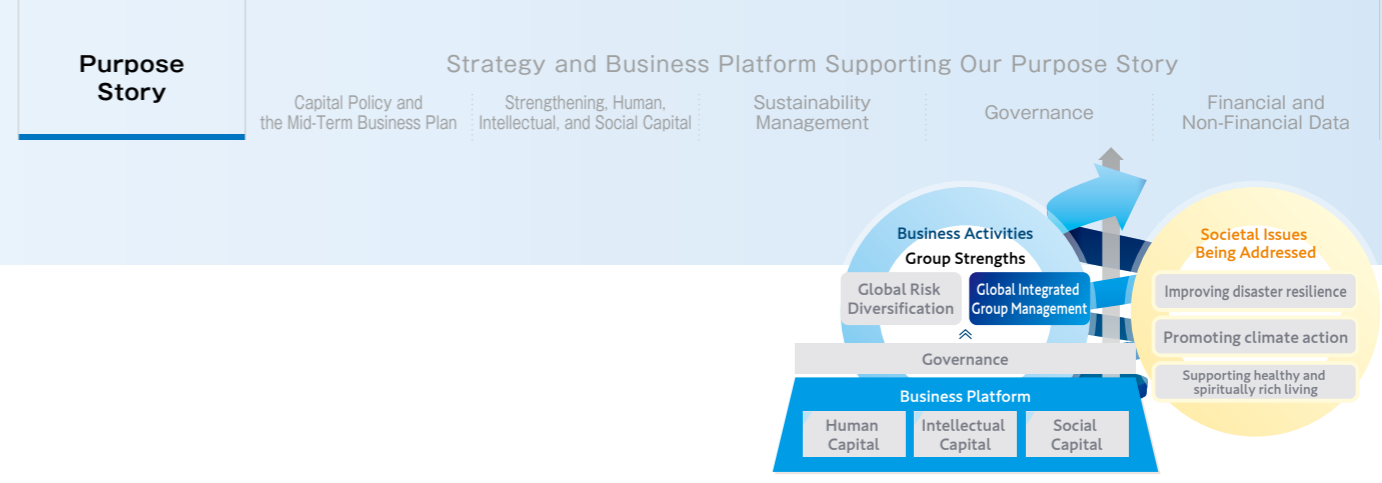 Purpose
Story
Strategy and Business Platform Supporting Our Purpose Story
Capital Policy and
the Mid-Term Business Plan
Strengthening, Human,
Intellectual, and Social Capital
Sustainability
Management
Governance
Financial and
Non-Financial Data
Business Activities
Group Strengths
Global Risk
Diversification
Global Integrated
Group Management
Governance
Business Platform
Human
Capital
Intellectual
Capital
Social
Capital
Societal Issues
Being Addressed
Improving disaster resilience
Promoting climate action
Supporting healthy and
spiritually rich living